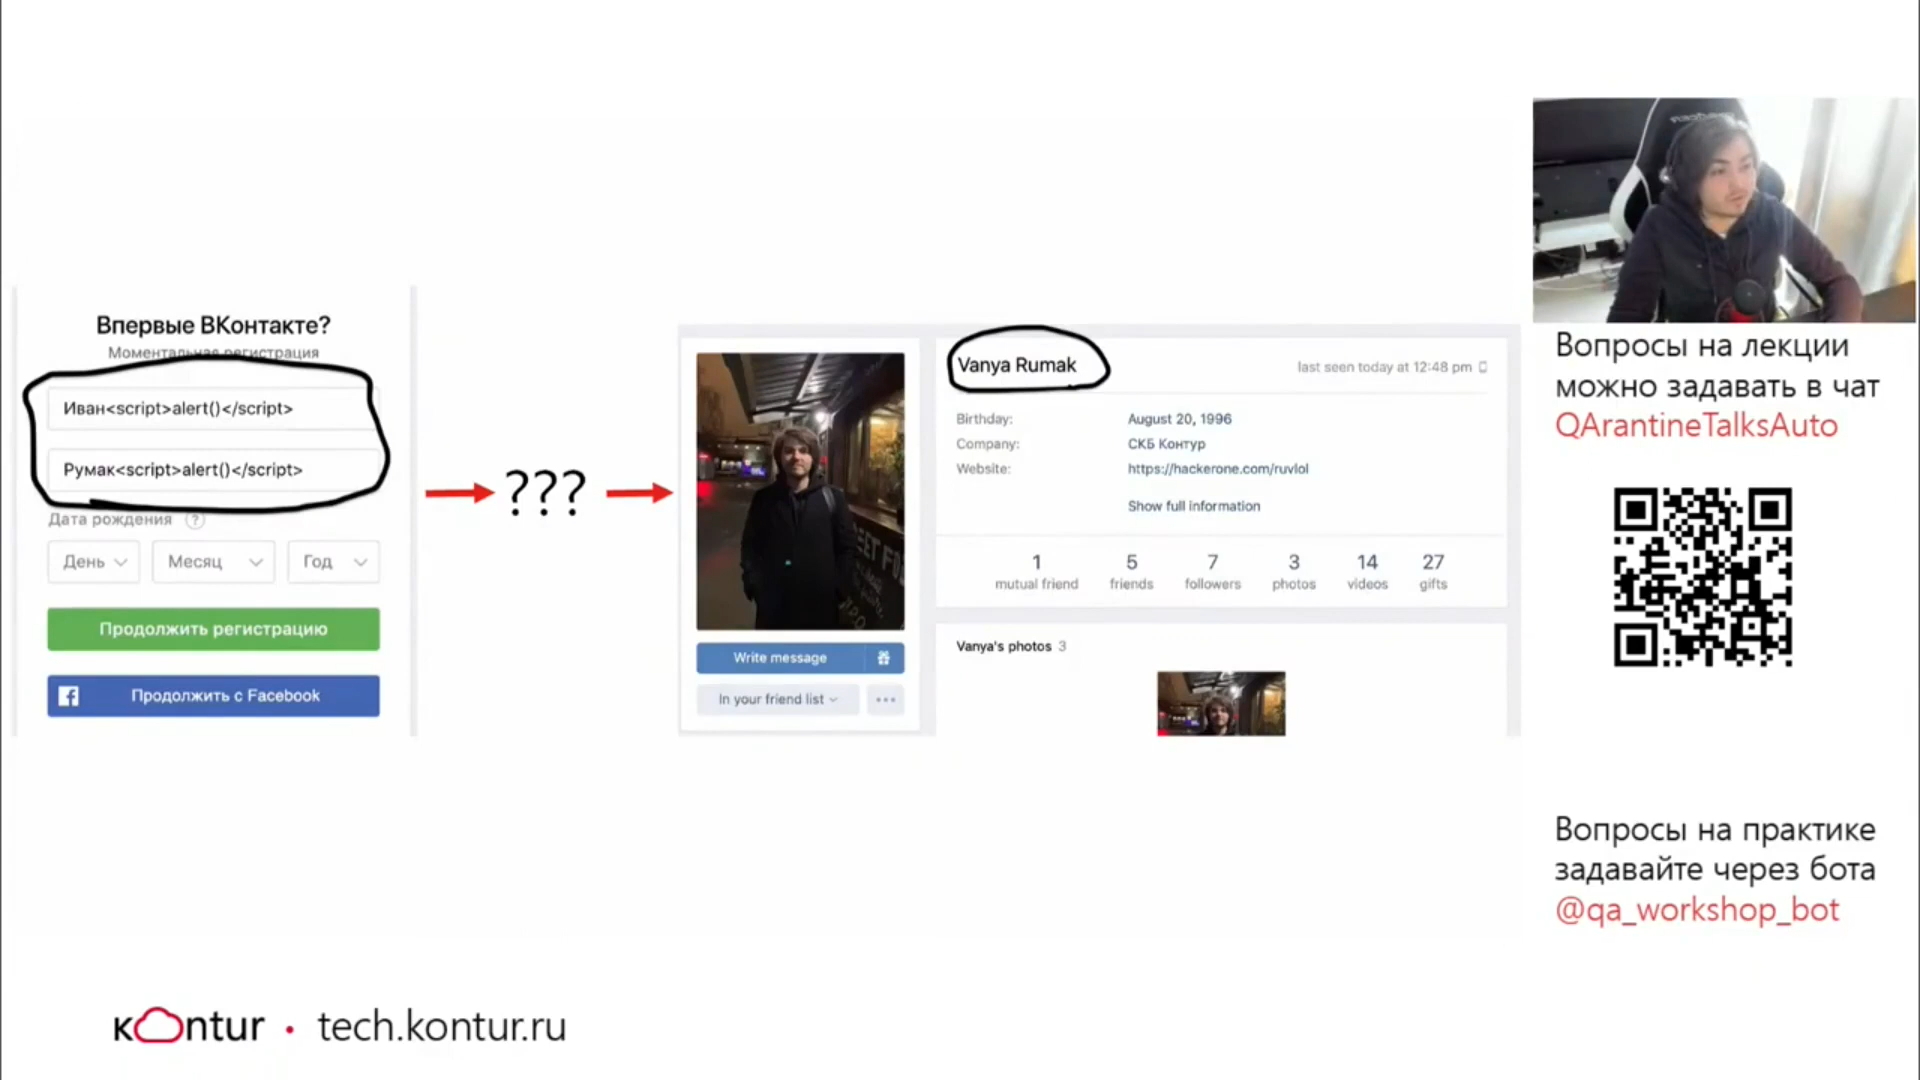 Впервые ВКонтакте?
Моментальная регистрация
Иван<script>alert()</script>
Румак<script>alert()</script>
Дата рождения ?
День Месяц Год
Продолжить регистрацию
Продолжить с Facebook
???
Write message
In your friend list
Vanya Rumak
last seen today at 12:48 pm
Birthday: August 20, 1996
Company: СКБ Контур
Website: https://hackerone.com/ruvlol
Show full information
1 5 7 3 14 27
mutual friend friends followers photos videos gifts
Vanya's photos 3
Вопросы на лекции
можно задавать в чат
QArantineTalksAuto
Вопросы на практике
задавайте через бота
@qa_workshop_bot
контur • tech.kontur.ru